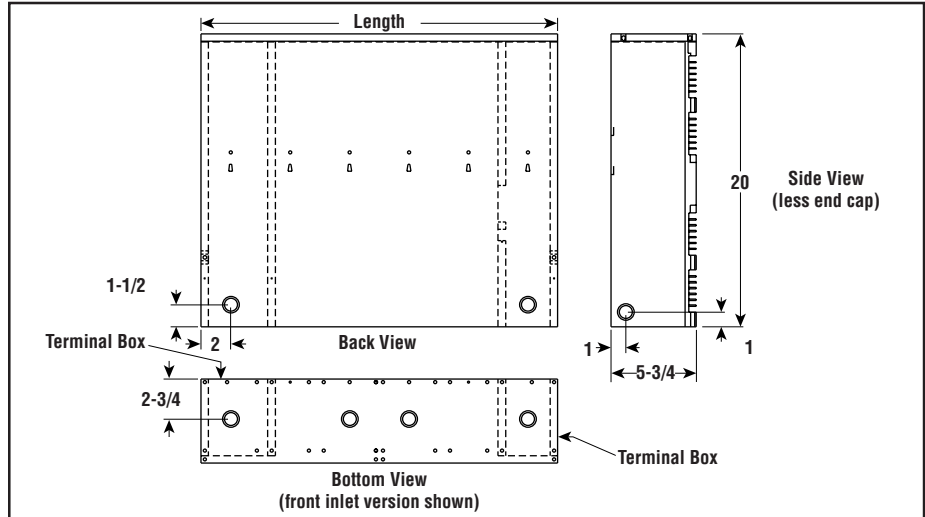 Length
20
Side View
(less end cap)
1-1/2
2
Back View
1
1
5-3/4
Terminal Box
2-3/4
Terminal Box
Bottom View
(front inlet version shown)